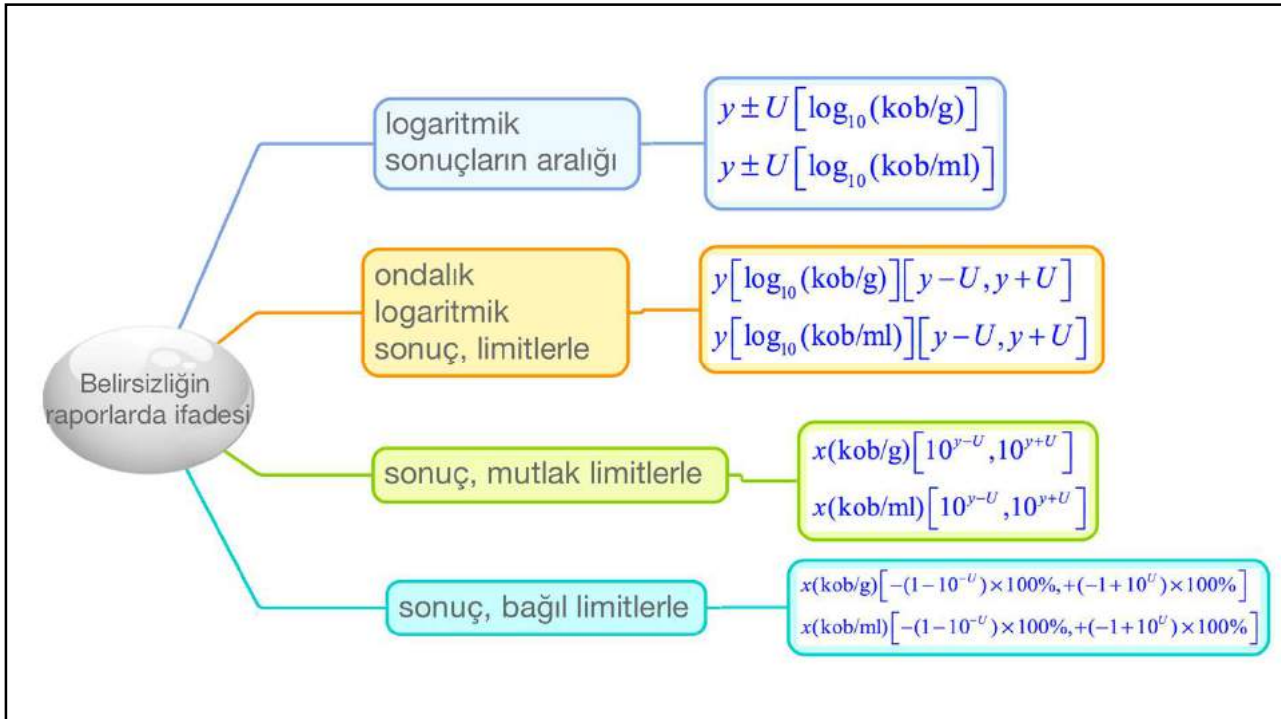 Belirsizliğin
raporlarda ifadesi
logaritmik
sonuçların aralığı
y ± U[log₁₀(kob/g)]
y ± U[log₁₀(kob/ml)]
ondalık
logaritmik
sonuç, limitlerle
y[log₁₀(kob/g)][y − U, y + U]
y[log₁₀(kob/ml)][y − U, y + U]
sonuç, mutlak limitlerle
x(kob/g)[10^{y−U}, 10^{y+U}]
x(kob/ml)[10^{y−U}, 10^{y+U}]
sonuç, bağıl limitlerle
x(kob/g)[−(1−10^{−U})×100%, +(−1+10^{U})×100%]
x(kob/ml)[−(1−10^{−U})×100%, +(−1+10^{U})×100%]